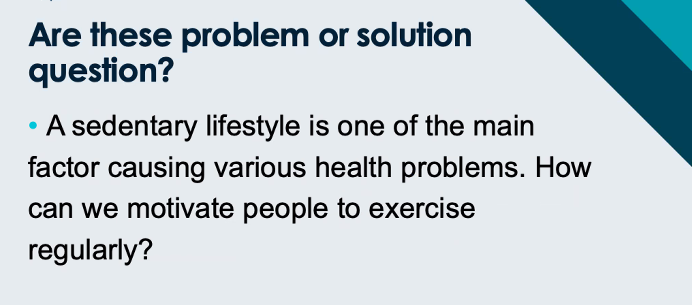 Are these problem or solution
question?
• A sedentary lifestyle is one of the main
factor causing various health problems. How
can we motivate people to exercise
regularly?